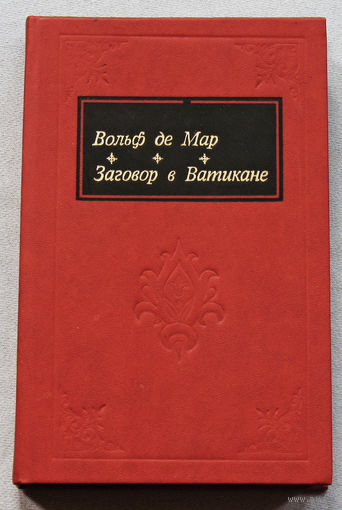 Вольф де Мар
Заговор в Ватикане